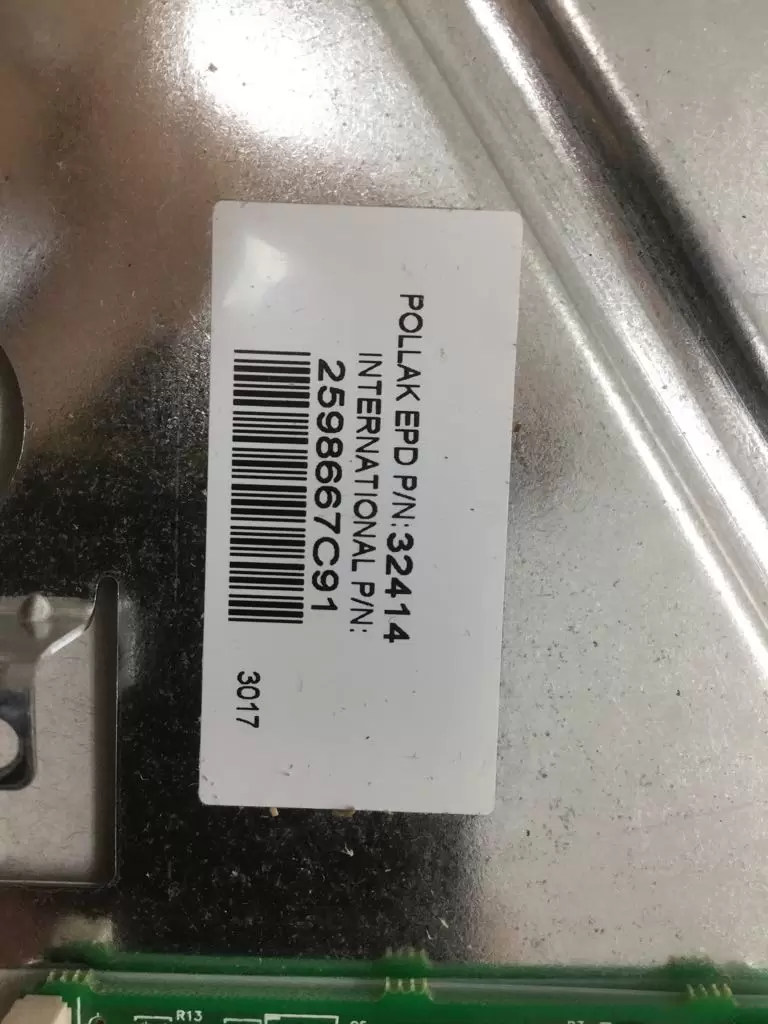 POLLAK EPD P/N:32414
INTERNATIONAL P/N:
2598667C91
3017
R13